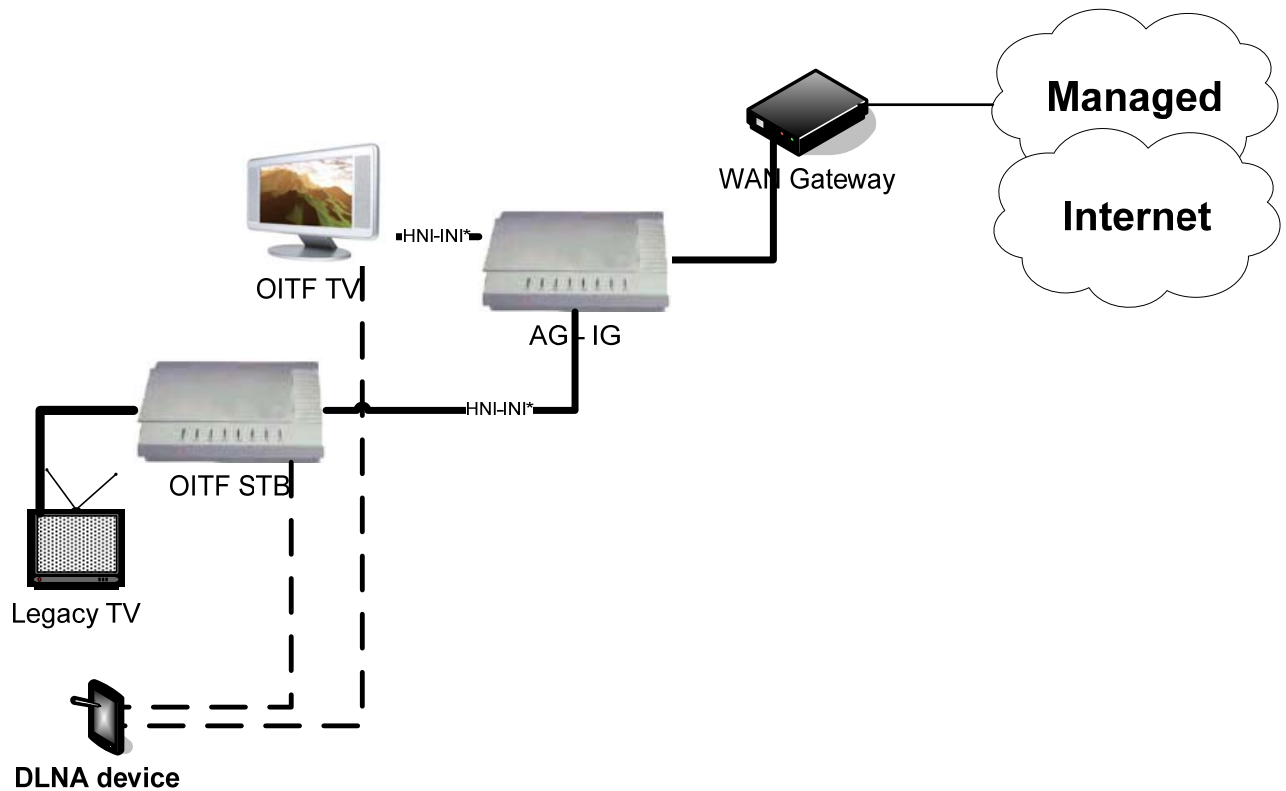 Managed
WAN Gateway
Internet
HNI-INI*
OITF TV
AG - IG
HNI-INI*
OITF STB
Legacy TV
DLNA device